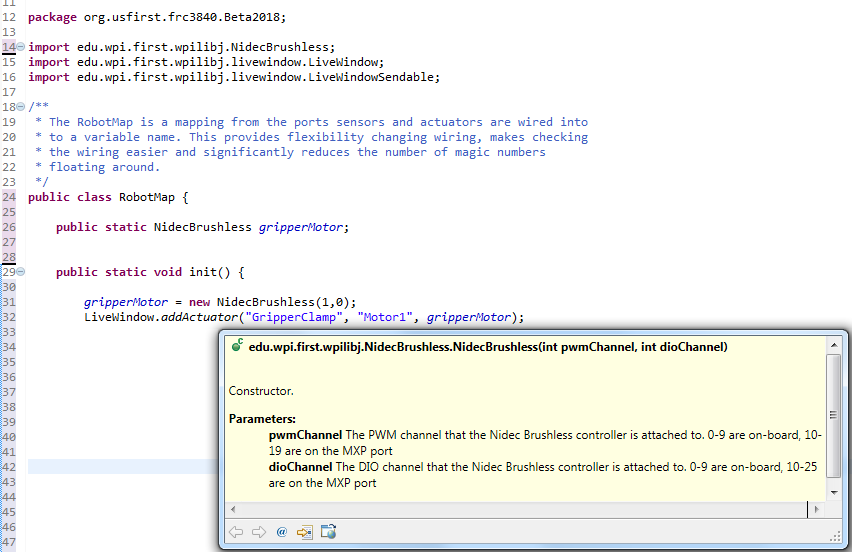 11
12 package org.usfirst.frc3840.Beta2018;
13
14 import edu.wpi.first.wpilibj.NidecBrushless;
15 import edu.wpi.first.wpilibj.livewindow.LiveWindow;
16 import edu.wpi.first.wpilibj.livewindow.LiveWindowSendable;
17
18 /**
19 * The RobotMap is a mapping from the ports sensors and actuators are wired into
20 * to a variable name. This provides flexibility changing wiring, makes checking
21 * the wiring easier and significantly reduces the number of magic numbers
22 * floating around.
23 */
24 public class RobotMap {
25
26 public static NidecBrushless gripperMotor;
27
28
29 public static void init() {
30
31 gripperMotor = new NidecBrushless(1,0);
32 LiveWindow.addActuator("GripperClamp", "Motor1", gripperMotor);
33
34
35
36
37
38
39
40
41
42
43
44
45
46
47
edu.wpi.first.wpilibj.NidecBrushless.NidecBrushless(int pwmChannel, int dioChannel)
Constructor.
Parameters:
pwmChannel The PWM channel that the Nidec Brushless controller is attached to. 0-9 are on-board, 10-
19 are on the MXP port
dioChannel The DIO channel that the Nidec Brushless controller is attached to. 0-9 are on-board, 10-25
are on the MXP port